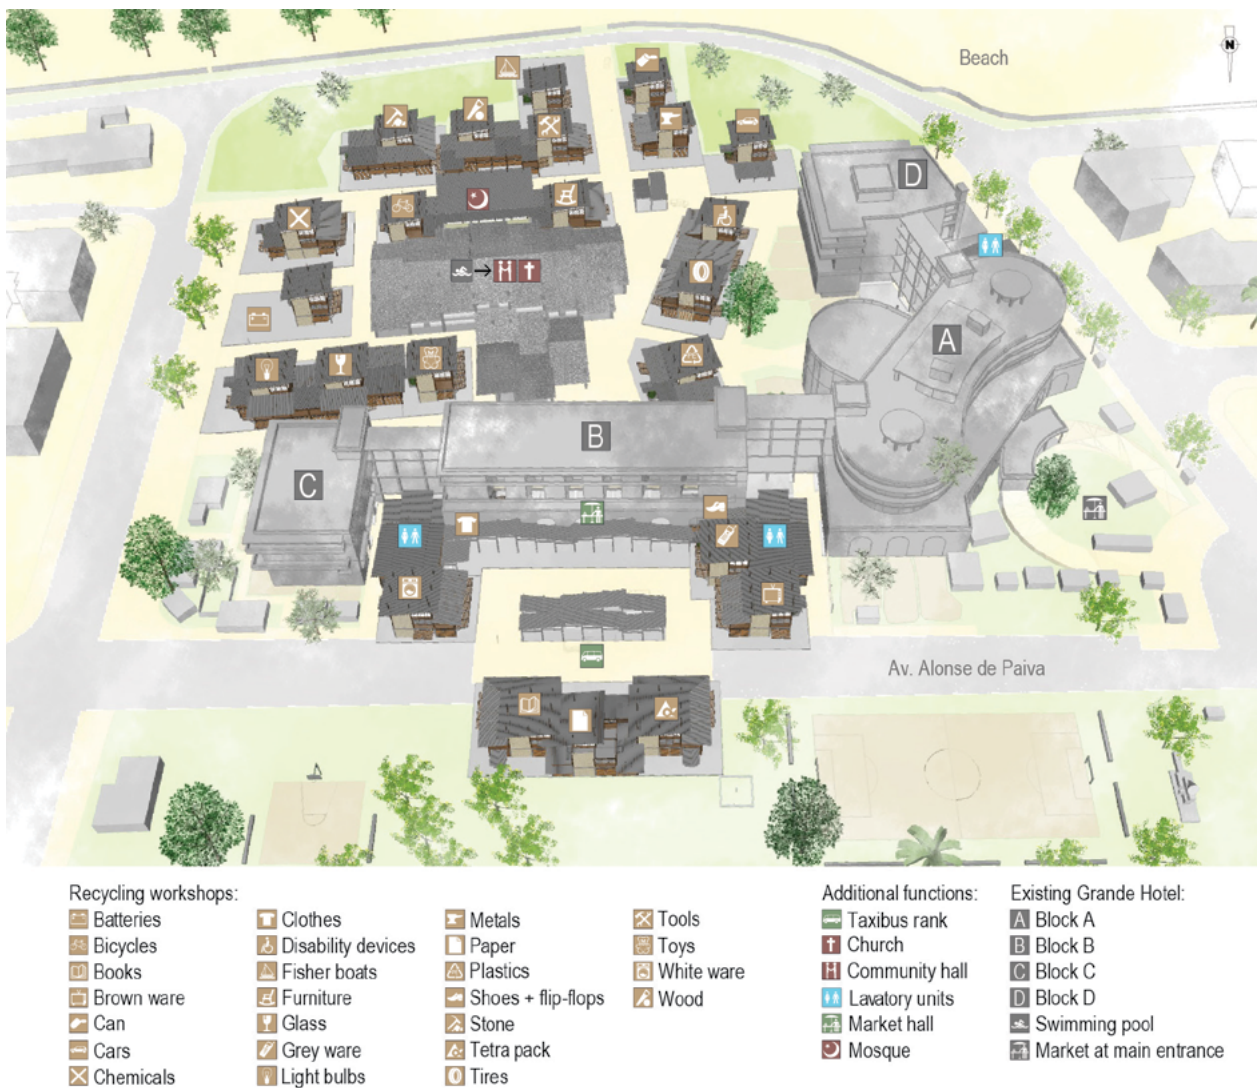 Beach
N
D
A
B
C
Av. Alonse de Paiva
Recycling workshops:
Batteries
Bicycles
Books
Brown ware
Can
Cars
Chemicals
Clothes
Disability devices
Fisher boats
Furniture
Glass
Grey ware
Light bulbs
Metals
Paper
Plastics
Shoes + flip-flops
Stone
Tetra pack
Tires
Tools
Toys
White ware
Wood
Additional functions:
Taxibus rank
Church
Community hall
Lavatory units
Market hall
Mosque
Existing Grande Hotel:
A Block A
B Block B
C Block C
D Block D
Swimming pool
Market at main entrance